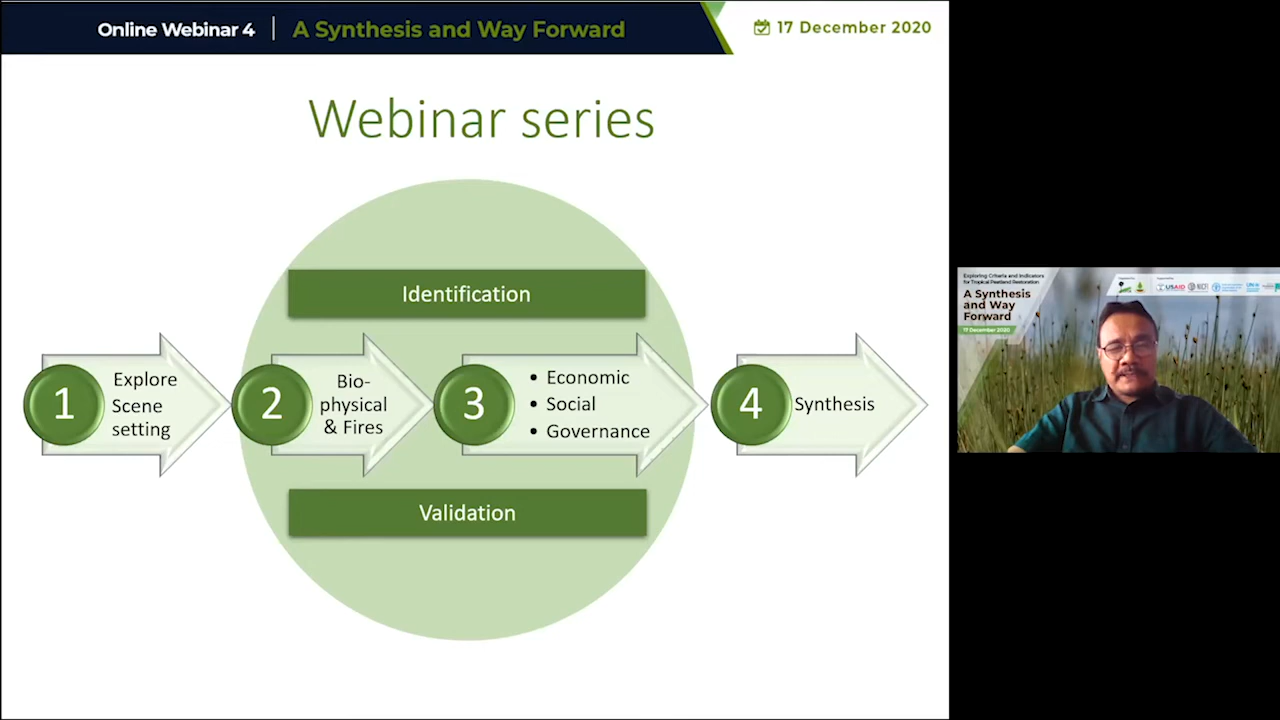 Online Webinar 4 | A Synthesis and Way Forward
17 December 2020
Webinar series
Identification
1
Explore
Scene
setting
2
Bio-
physical
& Fires
3
• Economic
• Social
• Governance
4
Synthesis
Validation
Exploring Criteria and Indicators
for Tropical Peatland Restoration
A Synthesis
and Way
Forward
17 December 2020
USAID